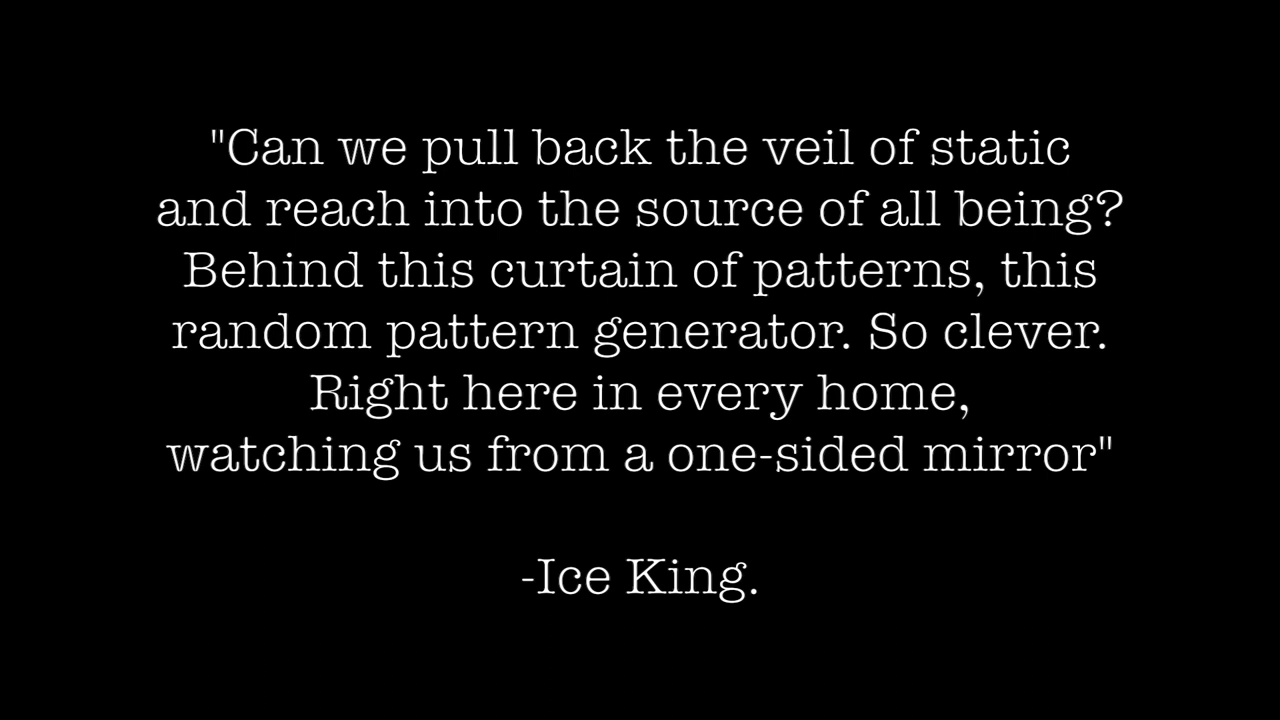 "Can we pull back the veil of static
and reach into the source of all being?
Behind this curtain of patterns, this
random pattern generator. So clever.
Right here in every home,
watching us from a one-sided mirror"
-Ice King.